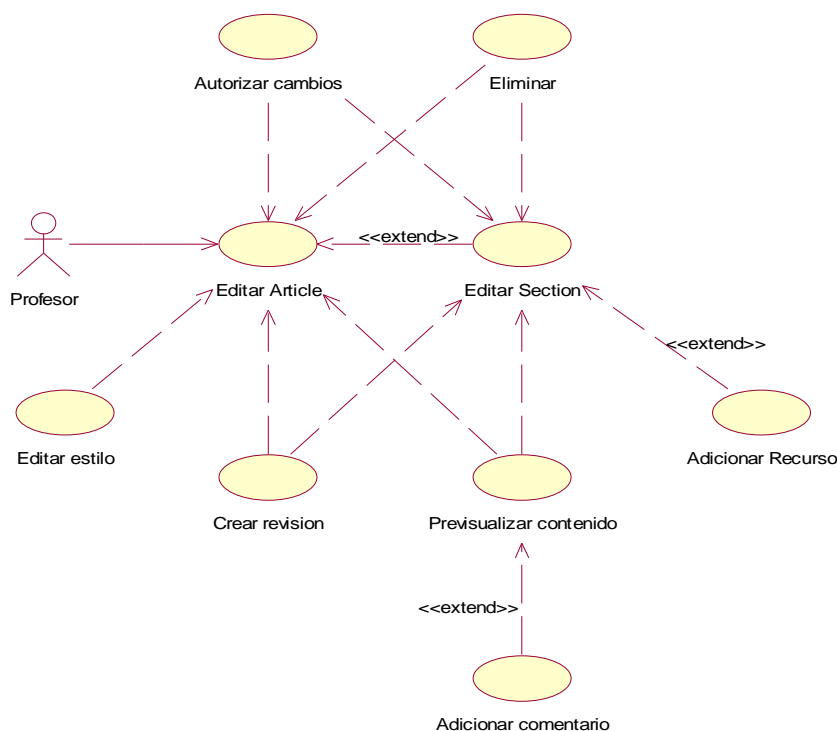 Autorizar cambios
Eliminar
<<extend>>
Profesor
Editar Article
Editar Section
<<extend>>
Editar estilo
Adicionar Recurso
Crear revision
Previsualizar contenido
<<extend>>
Adicionar comentario